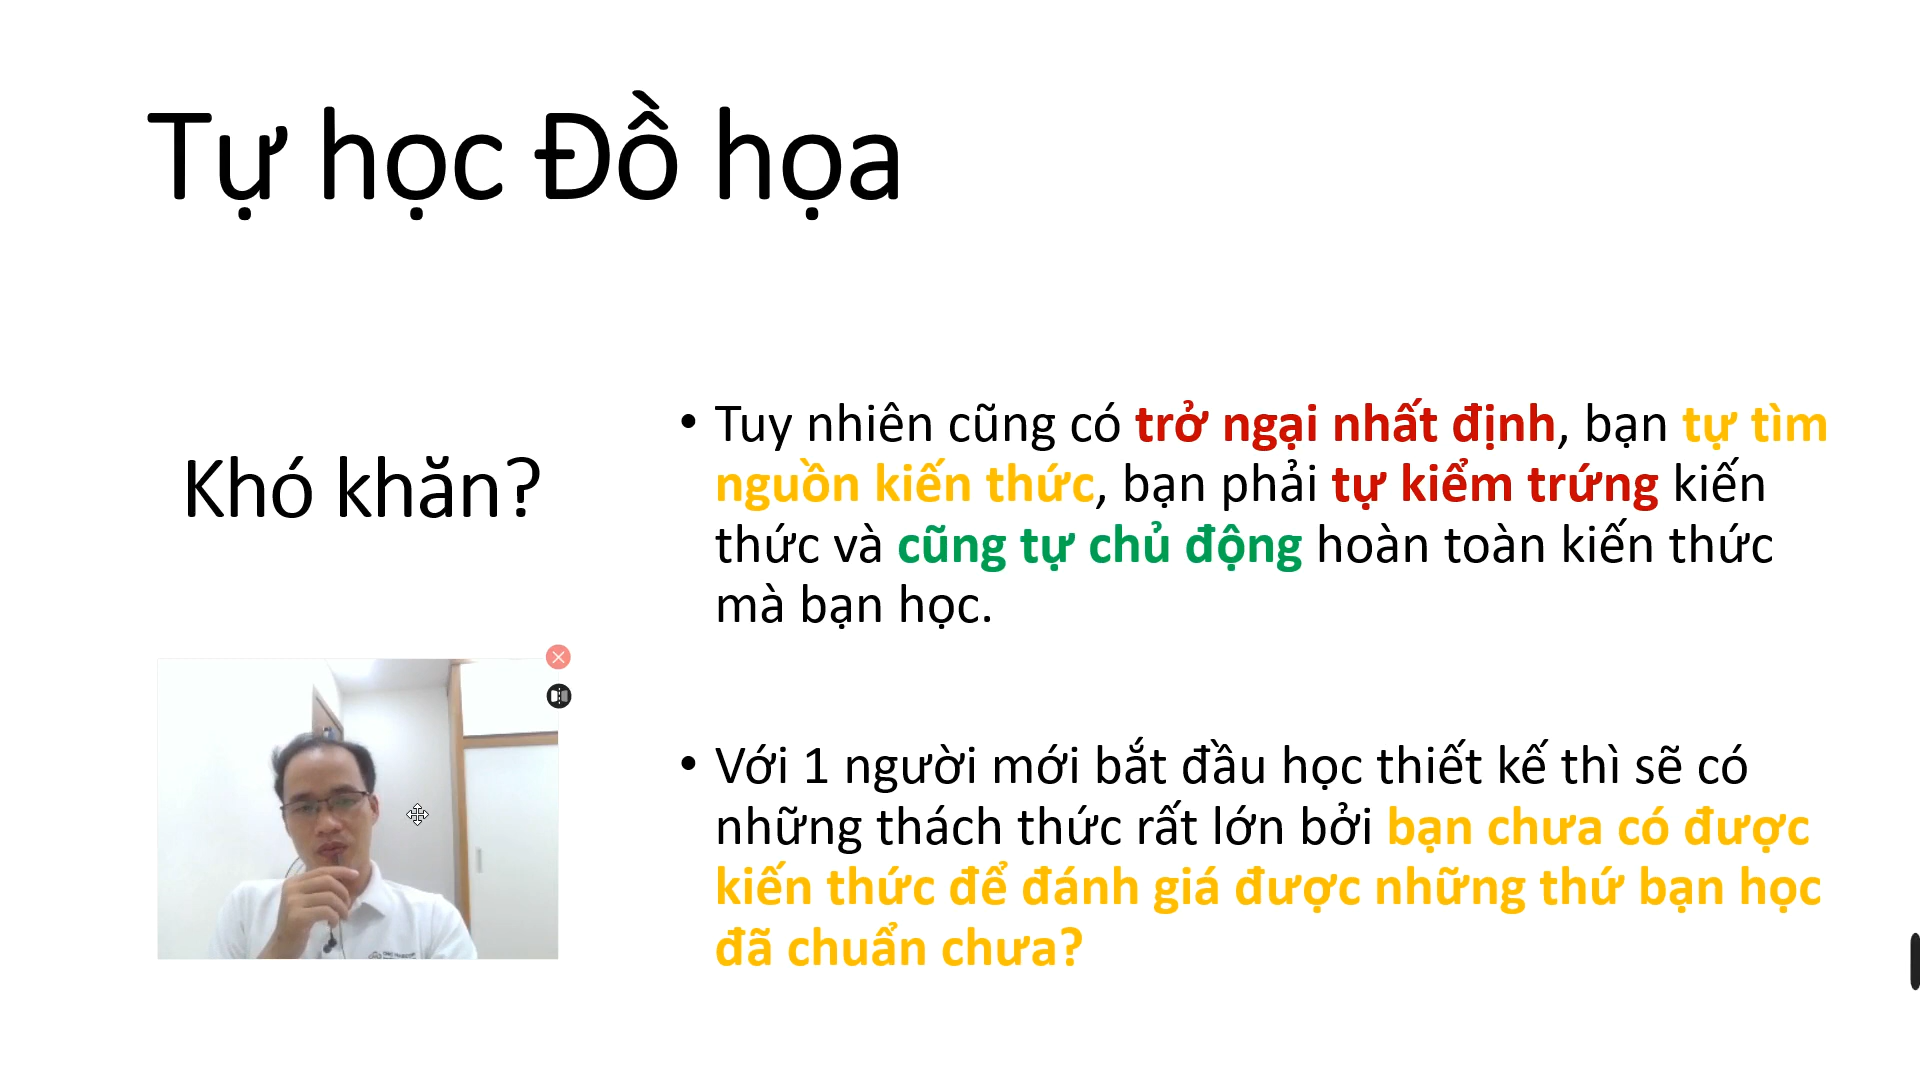 Tự học Đồ họa
Khó khăn?
• Tuy nhiên cũng có trở ngại nhất định, bạn tự tìm
nguồn kiến thức, bạn phải tự kiểm trứng kiến
thức và cũng tự chủ động hoàn toàn kiến thức
mà bạn học.
• Với 1 người mới bắt đầu học thiết kế thì sẽ có
những thách thức rất lớn bởi bạn chưa có được
kiến thức để đánh giá được những thứ bạn học
đã chuẩn chưa?